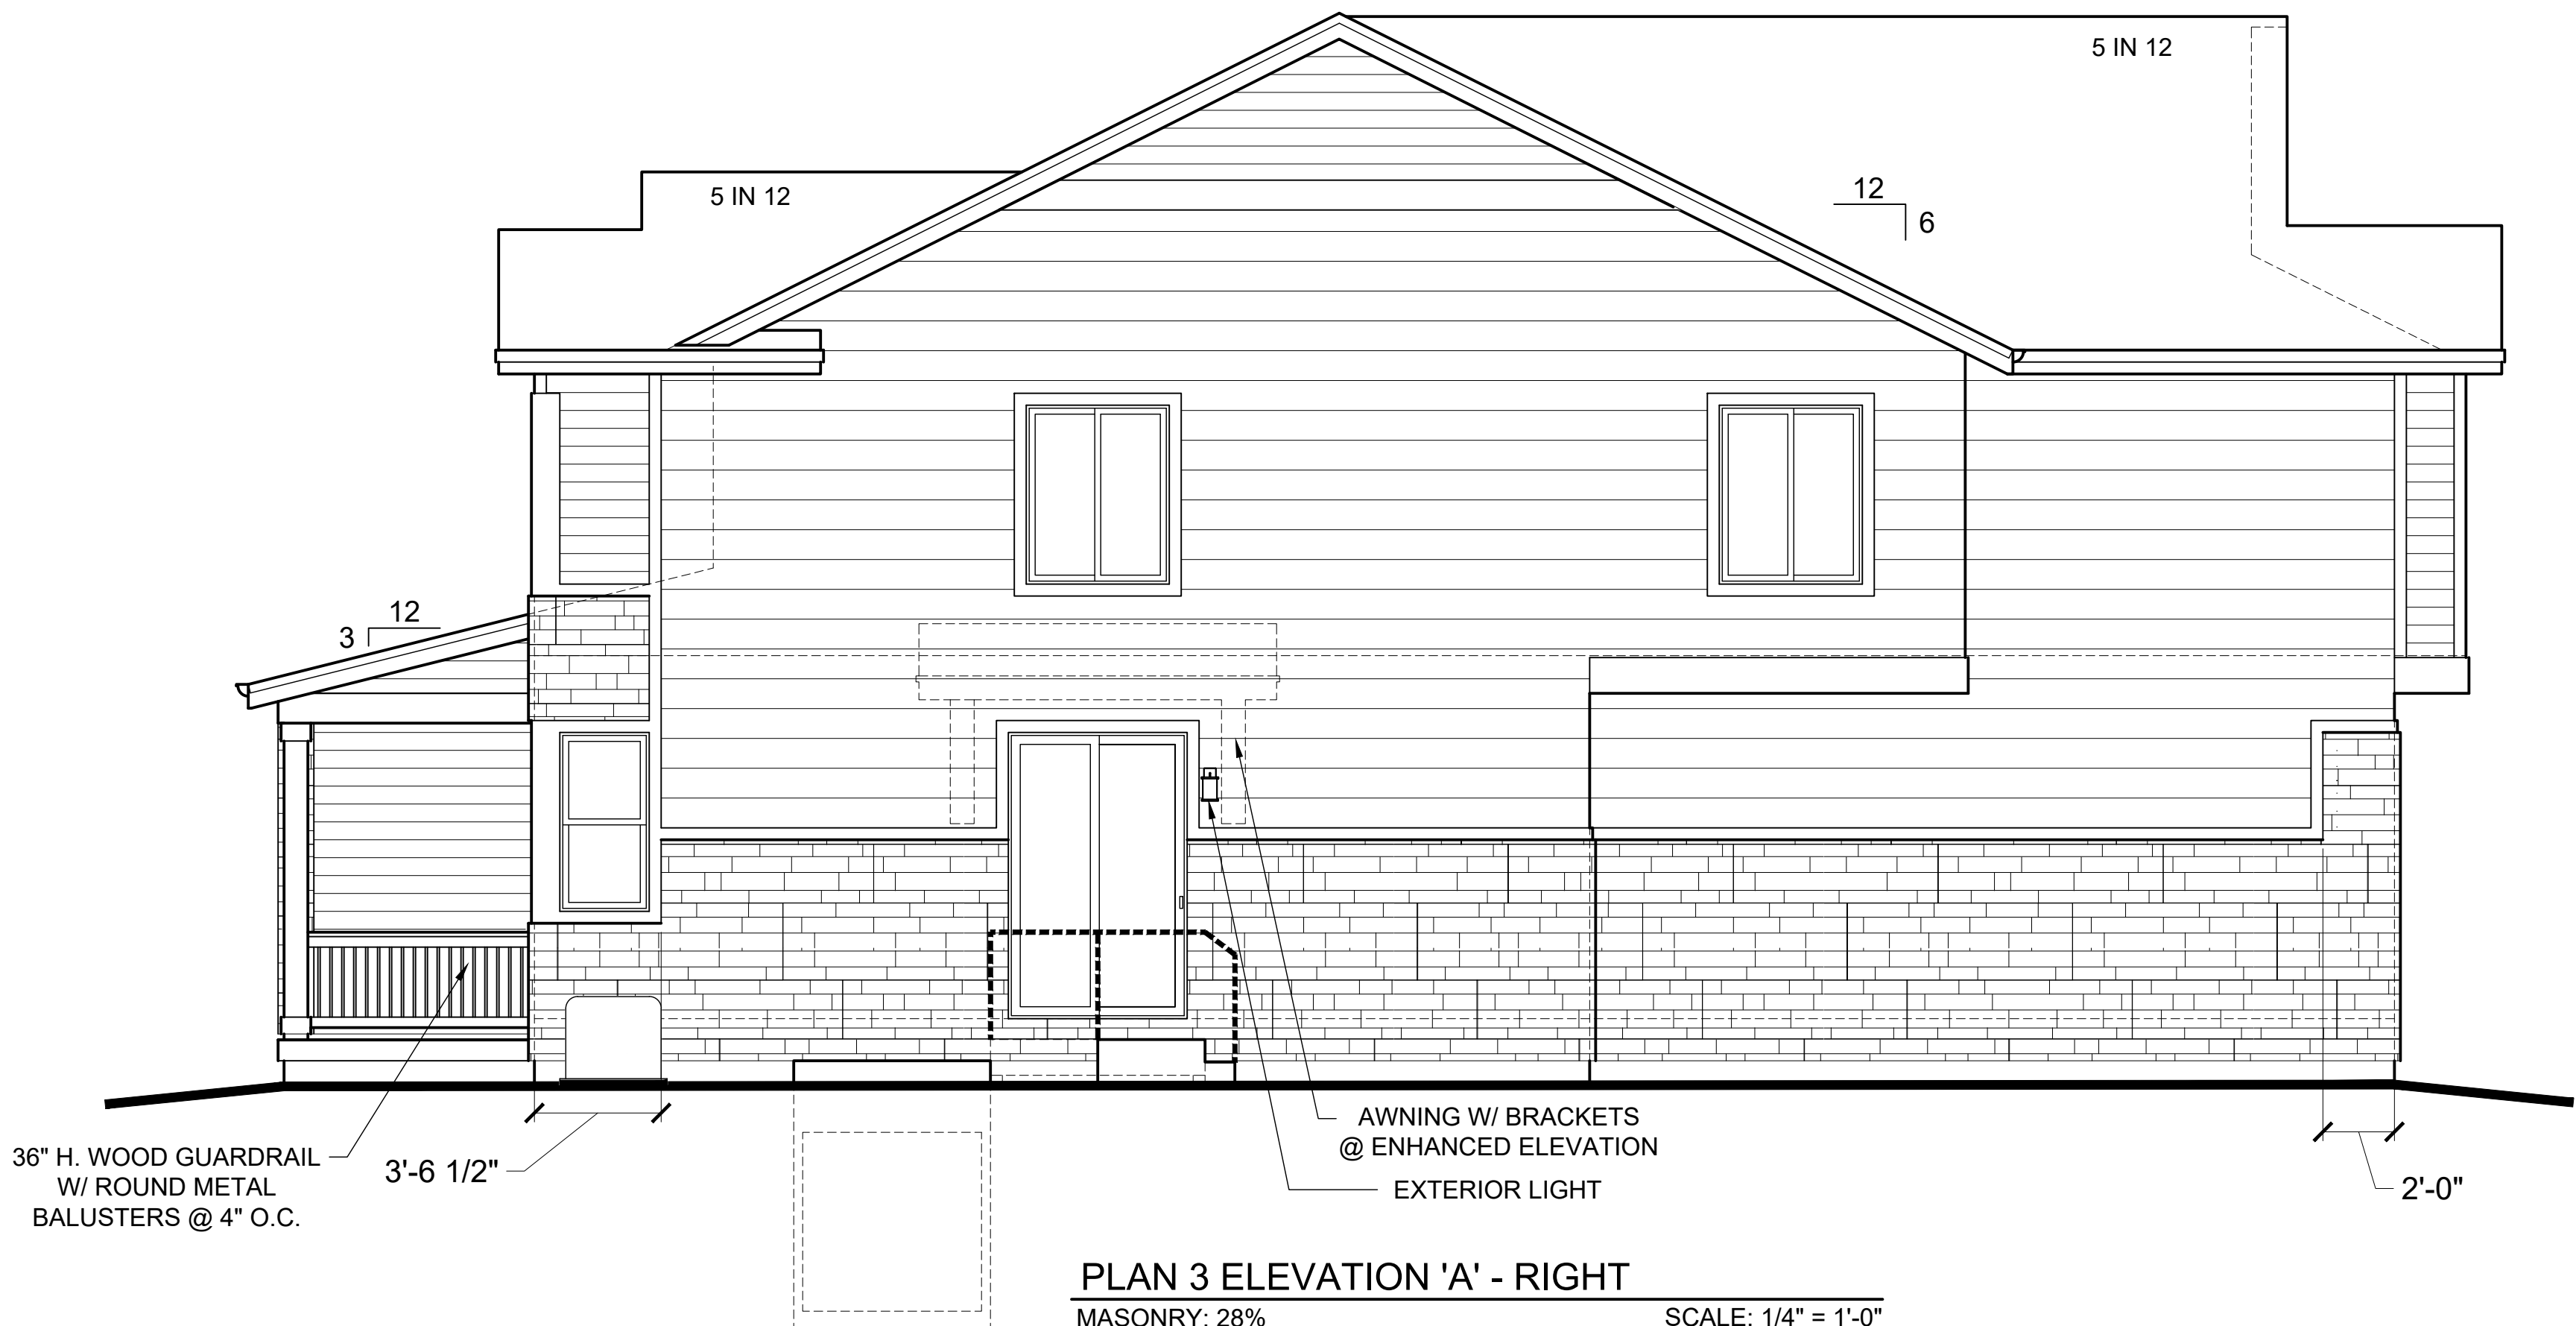 5 IN 12
5 IN 12
12
6
12
3
36" H. WOOD GUARDRAIL
W/ ROUND METAL
BALUSTERS @ 4" O.C.
3'-6 1/2"
AWNING W/ BRACKETS
@ ENHANCED ELEVATION
EXTERIOR LIGHT
2'-0"
PLAN 3 ELEVATION 'A' - RIGHT
MASONRY: 28%
SCALE: 1/4" = 1'-0"